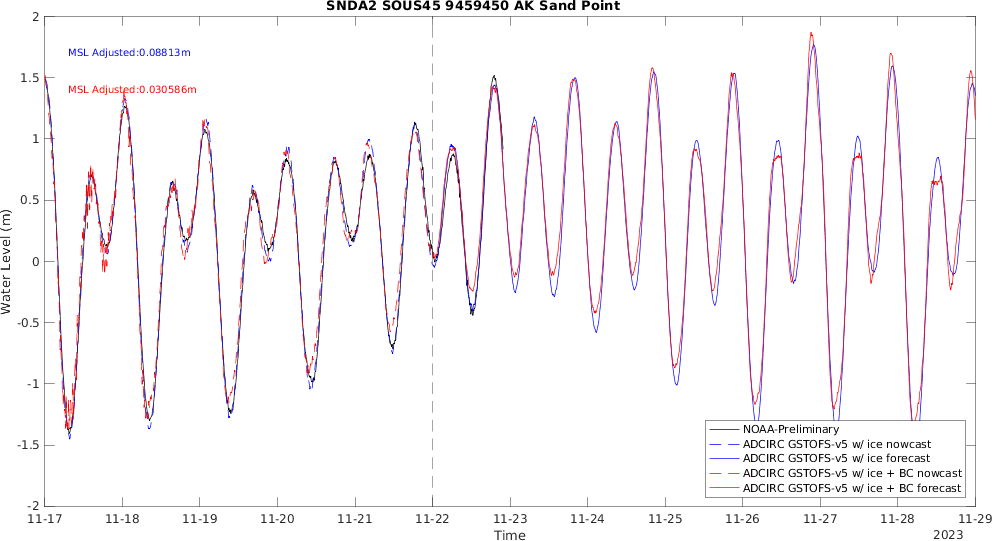 SNDA2 SOUS45 9459450 AK Sand Point
MSL Adjusted:0.08813m
MSL Adjusted:0.030586m
Water Level (m)
2
1.5
1
0.5
0
-0.5
-1
-1.5
-2
NOAA-Preliminary
ADCIRC GSTOFS-v5 w/ ice nowcast
ADCIRC GSTOFS-v5 w/ ice forecast
ADCIRC GSTOFS-v5 w/ ice + BC nowcast
ADCIRC GSTOFS-v5 w/ ice + BC forecast
11-17 11-18 11-19 11-20 11-21 11-22 11-23 11-24 11-25 11-26 11-27 11-28 11-29
Time
2023